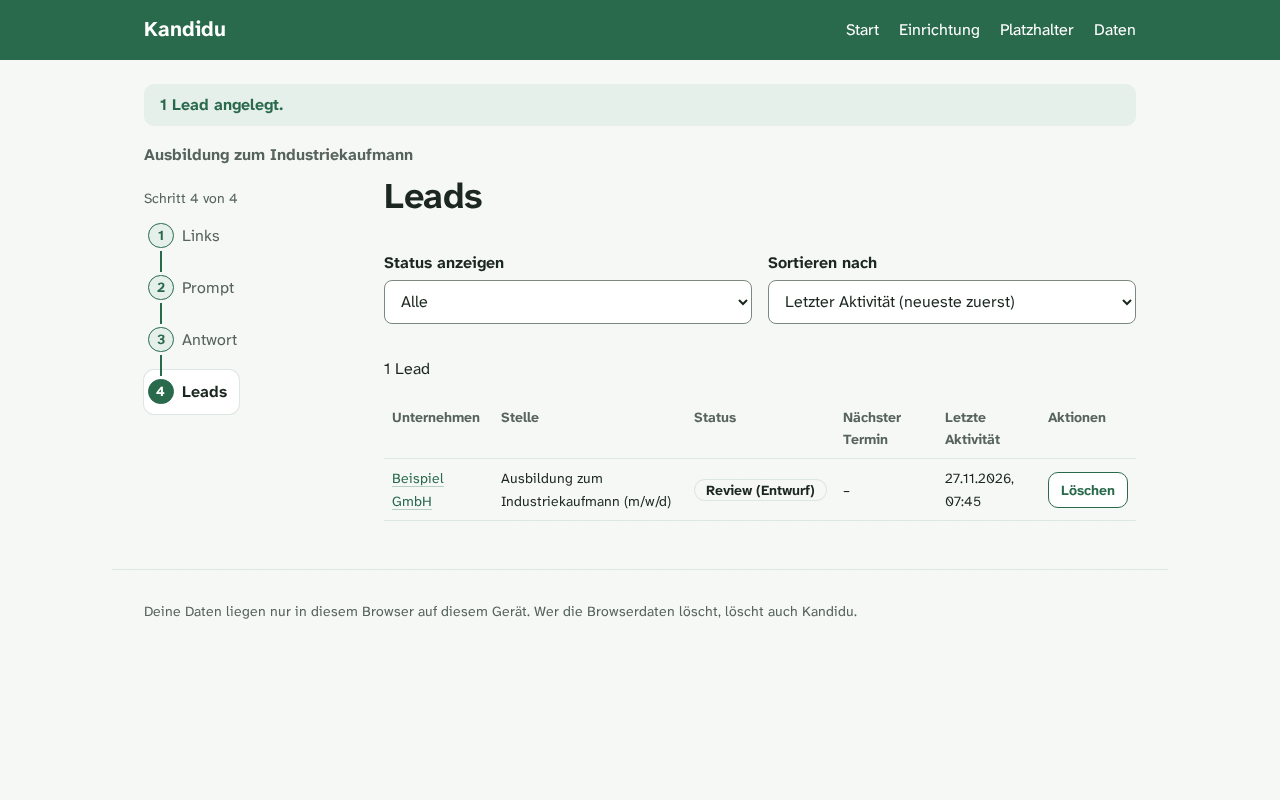 Kandidu
Start Einrichtung Platzhalter Daten
1 Lead angelegt.
Ausbildung zum Industriekaufmann
Schritt 4 von 4
1 Links
2 Prompt
3 Antwort
4 Leads
Leads
Status anzeigen
Alle
Sortieren nach
Letzter Aktivität (neueste zuerst)
1 Lead
Unternehmen Stelle Status Nächster Termin Letzte Aktivität Aktionen
Beispiel GmbH Ausbildung zum Industriekaufmann (m/w/d) Review (Entwurf) – 27.11.2026, 07:45 Löschen
Deine Daten liegen nur in diesem Browser auf diesem Gerät. Wer die Browserdaten löscht, löscht auch Kandidu.